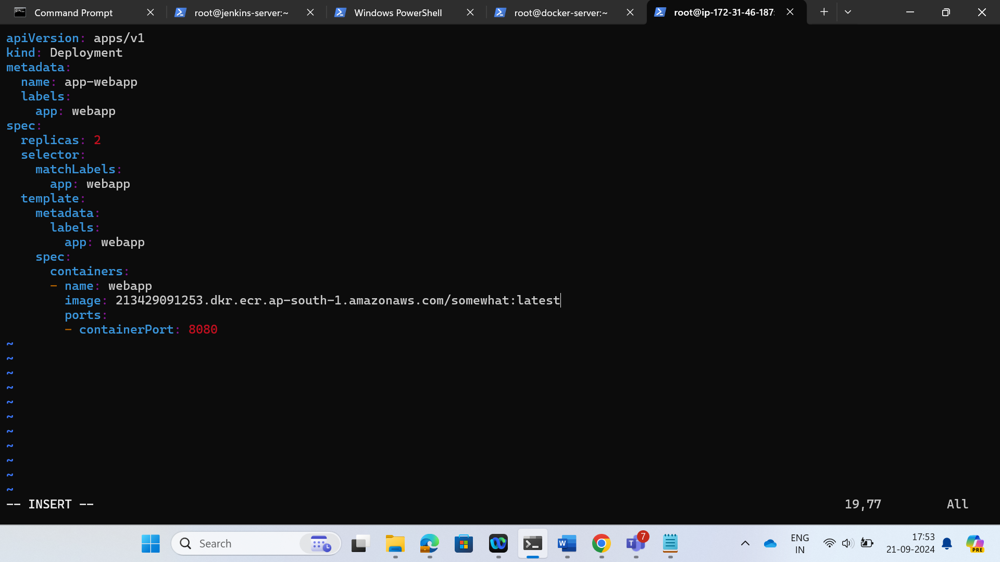 Command Prompt
root@jenkins-server:~
Windows PowerShell
root@docker-server:~
root@ip-172-31-46-187:
apiVersion: apps/v1
kind: Deployment
metadata:
  name: app-webapp
  labels:
    app: webapp
spec:
  replicas: 2
  selector:
    matchLabels:
      app: webapp
  template:
    metadata:
      labels:
        app: webapp
    spec:
      containers:
      - name: webapp
        image: 213429091253.dkr.ecr.ap-south-1.amazonaws.com/somewhat:latest
        ports:
        - containerPort: 8080
~
~
~
~
~
~
~
~
~
~
~
-- INSERT --    19,77    All
Search
7
ENG
IN
17:53
21-09-2024
PRE